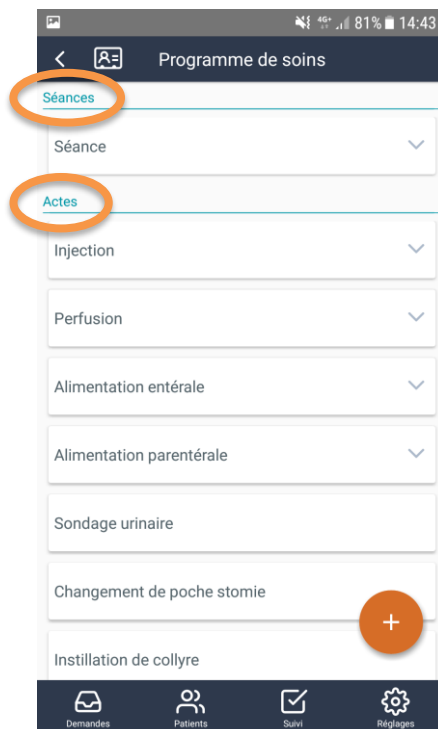 4G+ 81% 14:43
Programme de soins
Séances
Séance
Actes
Injection
Perfusion
Alimentation entérale
Alimentation parentérale
Sondage urinaire
Changement de poche stomie
+
Instillation de collyre
Demandes Patients Suivi Réglages